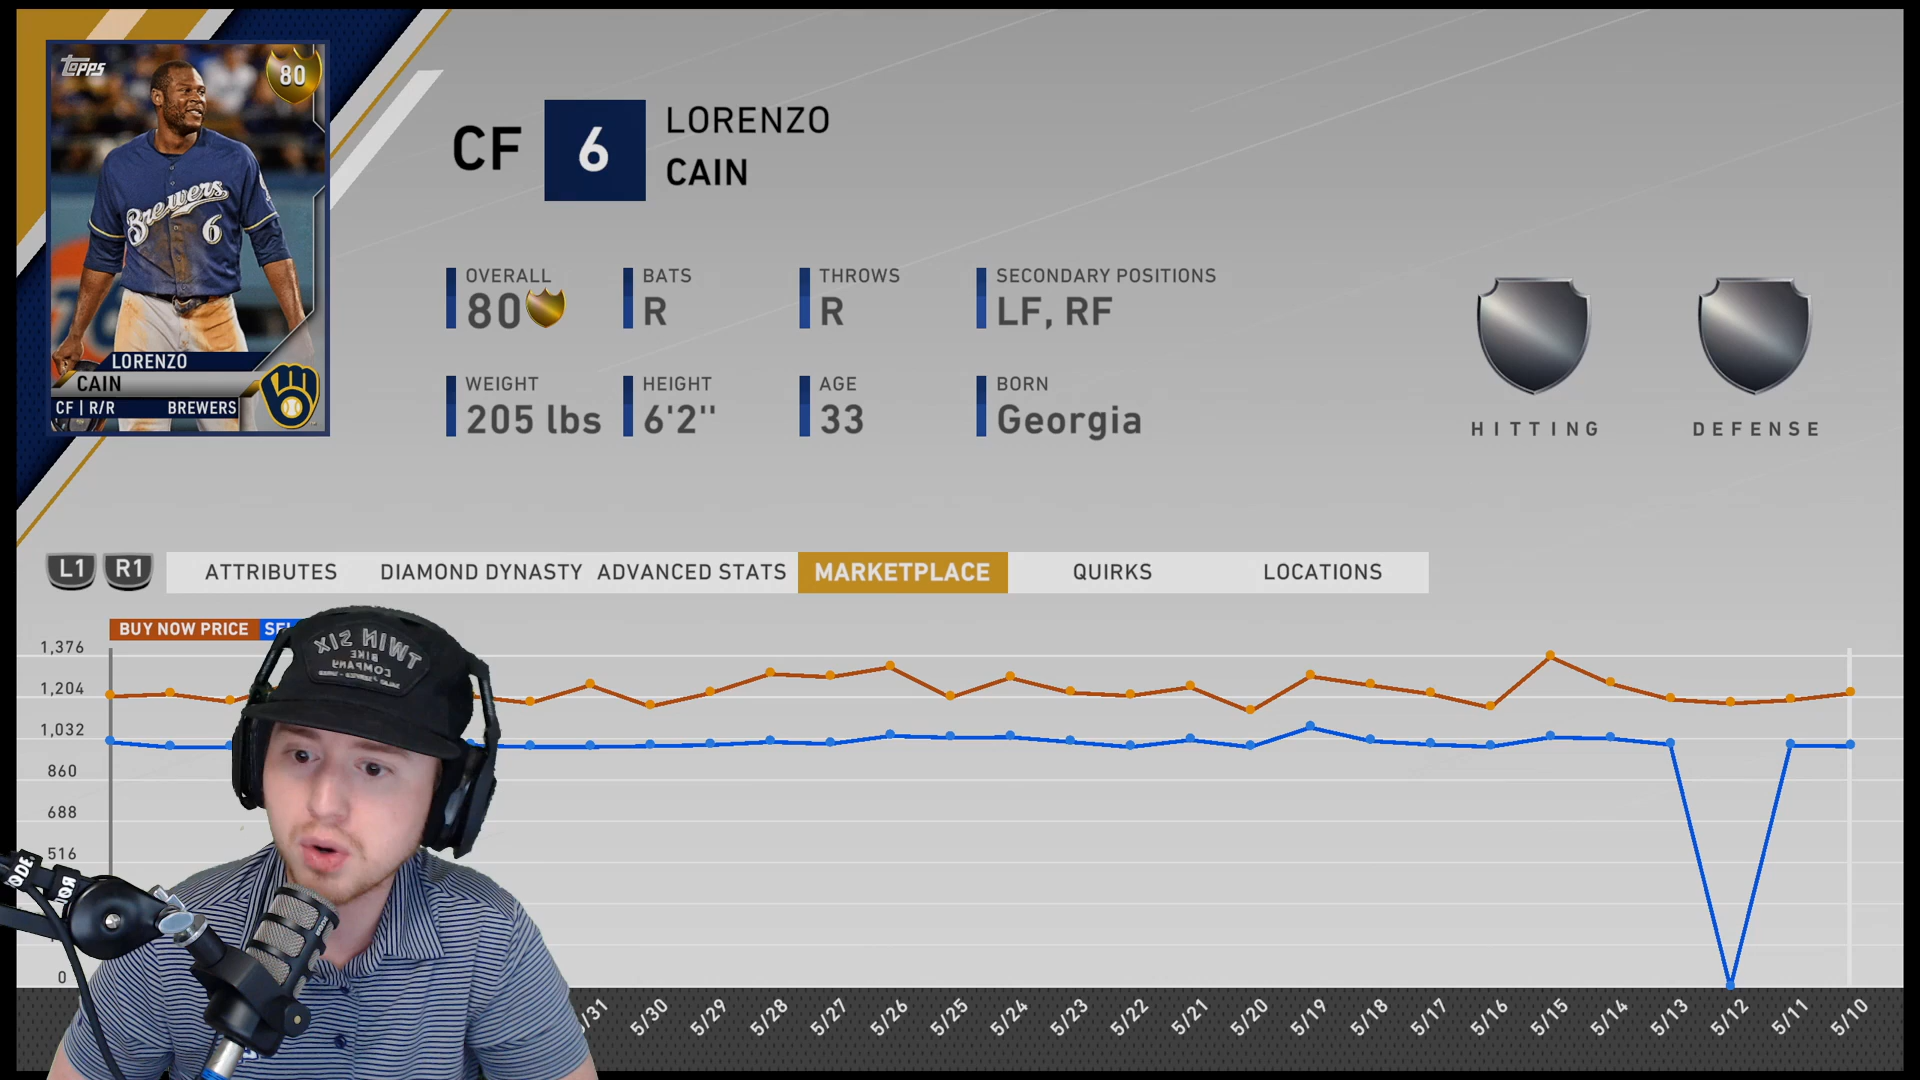 Topps
80
Brewers
6
LORENZO
CAIN
CF | R/R BREWERS
CF
6
LORENZO
CAIN
OVERALL
80
BATS
R
THROWS
R
SECONDARY POSITIONS
LF, RF
WEIGHT
205 lbs
HEIGHT
6'2"
AGE
33
BORN
Georgia
HITTING
DEFENSE
L1 R1
ATTRIBUTES DIAMOND DYNASTY ADVANCED STATS MARKETPLACE QUIRKS LOCATIONS
BUY NOW PRICE
1,376
1,204
1,032
860
688
516
0
TWIN SIX
BIKE
COMPANY
5/30 5/29 5/28 5/27 5/26 5/25 5/24 5/23 5/22 5/21 5/20 5/19 5/18 5/17 5/16 5/15 5/14 5/13 5/12 5/11 5/10